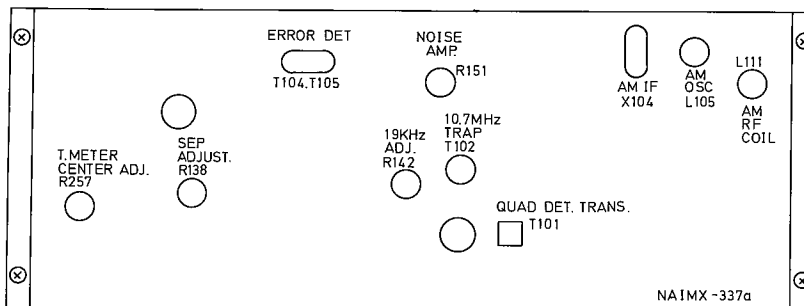 ERROR DET
T104.T105
NOISE
AMP.
R151
AM IF
X104
AM
OSC
L105
L111
AM
RF
COIL
T.METER
CENTER ADJ.
R257
SEP
ADJUST.
R138
19KHz
ADJ.
R142
10.7MHz
TRAP
T102
QUAD DET. TRANS.
T101
NAIMX-337a